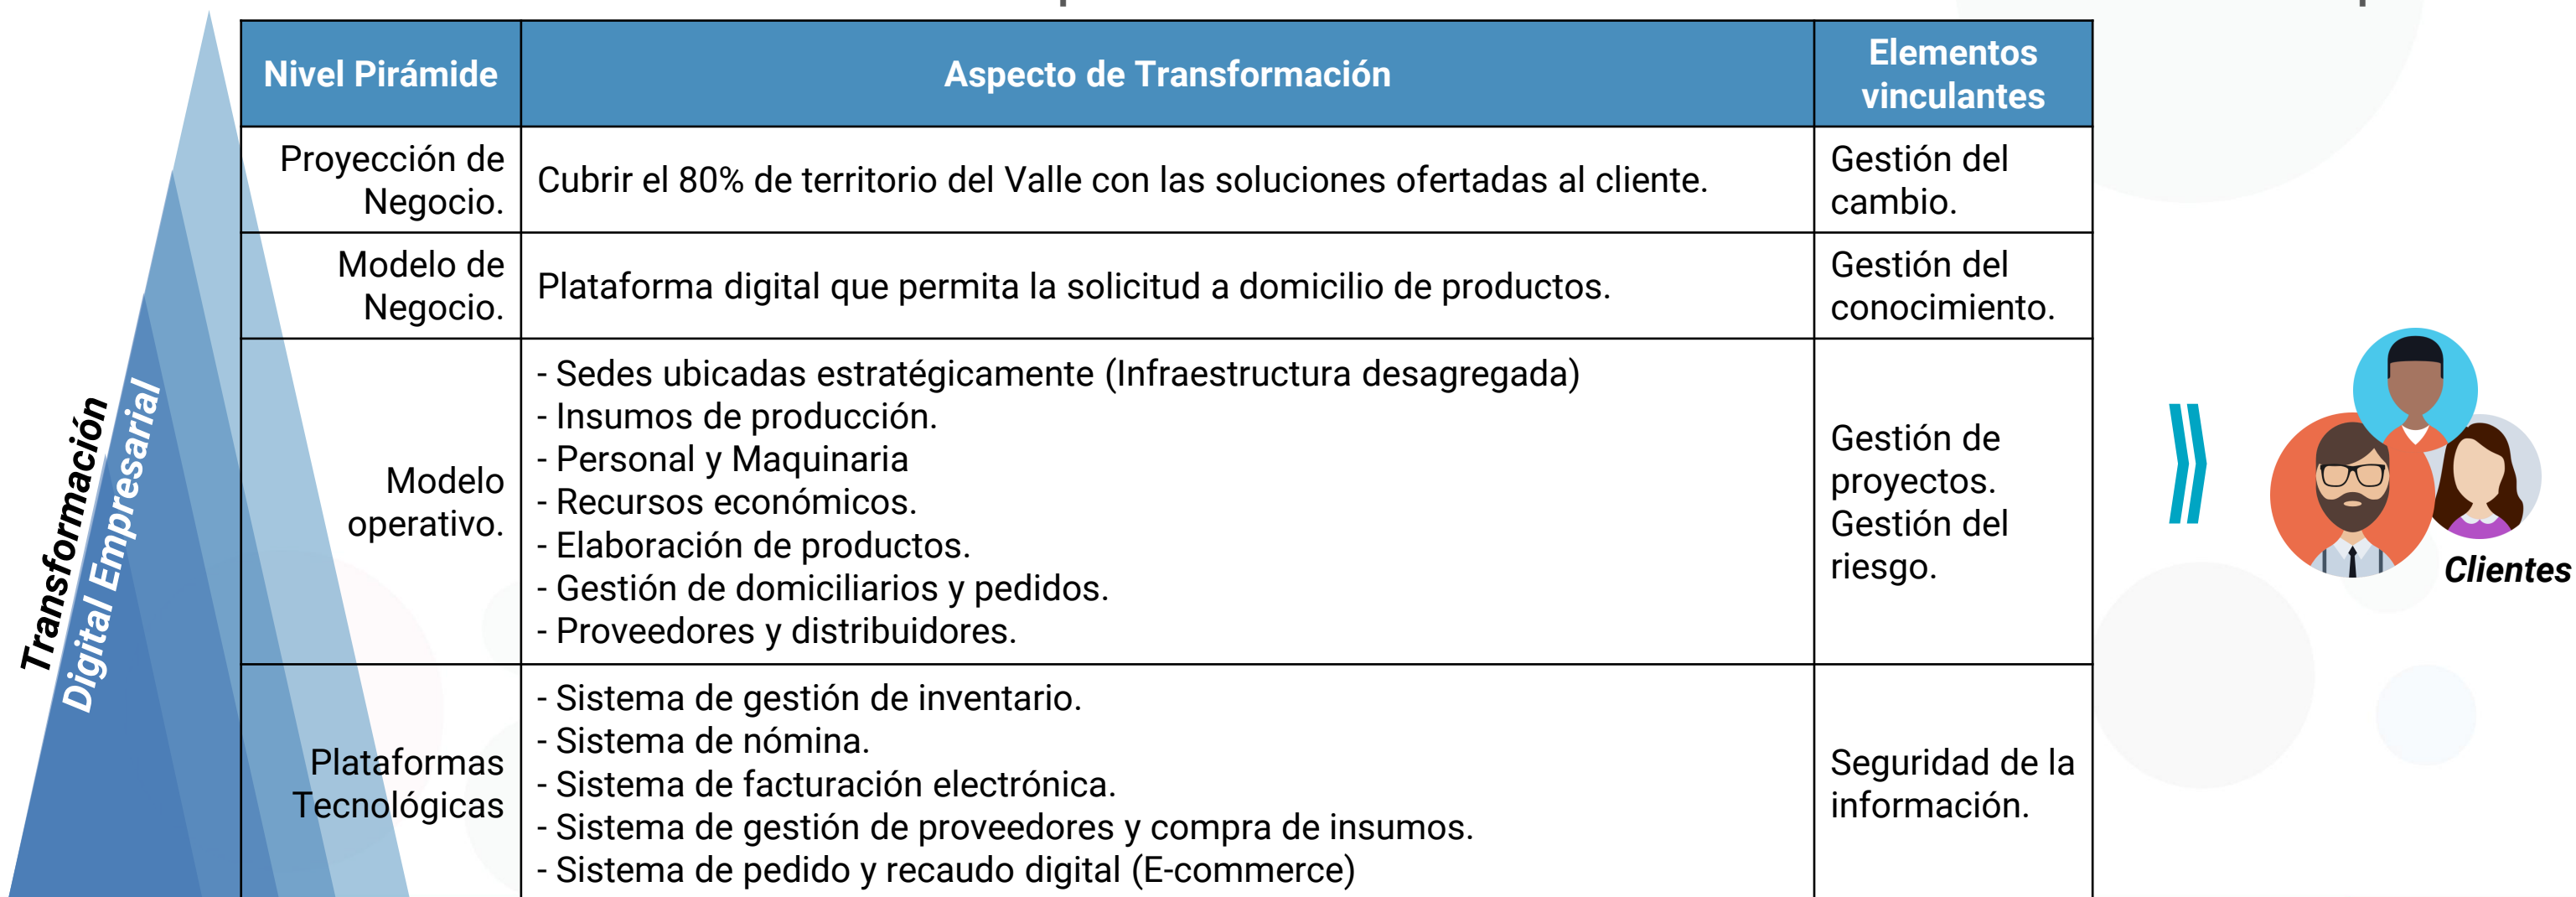 Nivel Pirámide
Aspecto de Transformación
Elementos
vinculantes
Proyección de
Negocio.
Cubrir el 80% de territorio del Valle con las soluciones ofertadas al cliente.
Gestión del
cambio.
Modelo de
Negocio.
Plataforma digital que permita la solicitud a domicilio de productos.
Gestión del
conocimiento.
Modelo
operativo.
- Sedes ubicadas estratégicamente (Infraestructura desagregada)
- Insumos de producción.
- Personal y Maquinaria
- Recursos económicos.
- Elaboración de productos.
- Gestión de domiciliarios y pedidos.
- Proveedores y distribuidores.
Gestión de
proyectos.
Gestión del
riesgo.
Plataformas
Tecnológicas
- Sistema de gestión de inventario.
- Sistema de nómina.
- Sistema de facturación electrónica.
- Sistema de gestión de proveedores y compra de insumos.
- Sistema de pedido y recaudo digital (E-commerce)
Seguridad de la
información.
Transformación
Digital Empresarial
Clientes